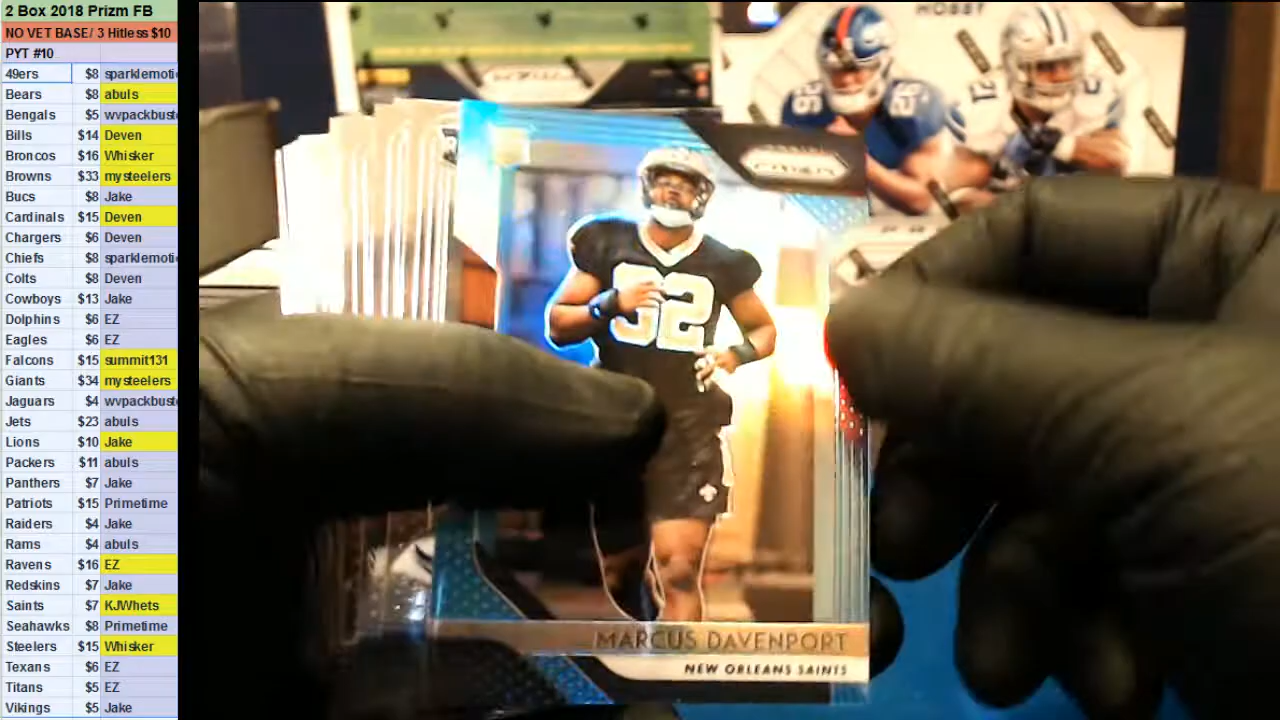 2 Box 2018 Prizm FB
NO VET BASE/ 3 Hitless $10
PYT #10
49ers $8 sparklemoti
Bears $8 abuls
Bengals $5 wvpackbust
Bills $14 Deven
Broncos $16 Whisker
Browns $33 mysteelers
Bucs $8 Jake
Cardinals $15 Deven
Chargers $6 Deven
Chiefs $8 sparklemoti
Colts $8 Deven
Cowboys $13 Jake
Dolphins $6 EZ
Eagles $6 EZ
Falcons $15 summit131
Giants $34 mysteelers
Jaguars $4 wvpackbust
Jets $23 abuls
Lions $10 Jake
Packers $11 abuls
Panthers $7 Jake
Patriots $15 Primetime
Raiders $4 Jake
Rams $4 abuls
Ravens $16 EZ
Redskins $7 Jake
Saints $7 KJWhets
Seahawks $8 Primetime
Steelers $15 Whisker
Texans $6 EZ
Titans $5 EZ
Vikings $5 Jake
HOBBY
26
21
PRIZM
92
MARCUS DAVENPORT
NEW ORLEANS SAINTS